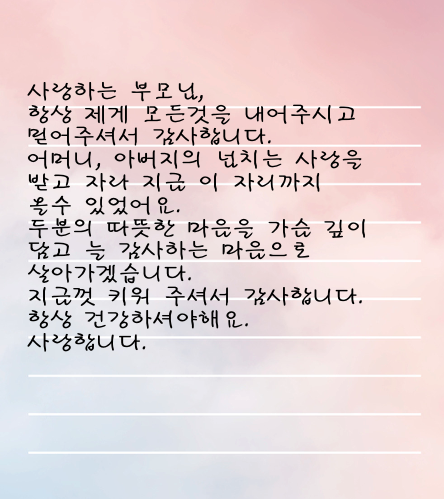 사랑하는 부모님,
항상 제게 모든것을 내어주시고
믿어주셔서 감사합니다.
어머니, 아버지의 넘치는 사랑을
받고 자라 지금 이 자리까지
올수 있었어요.
두분의 따뜻한 마음을 가슴 깊이
담고 늘 감사하는 마음으로
살아가겠습니다.
지금껏 키워 주셔서 감사합니다.
항상 건강하셔야해요.
사랑합니다.